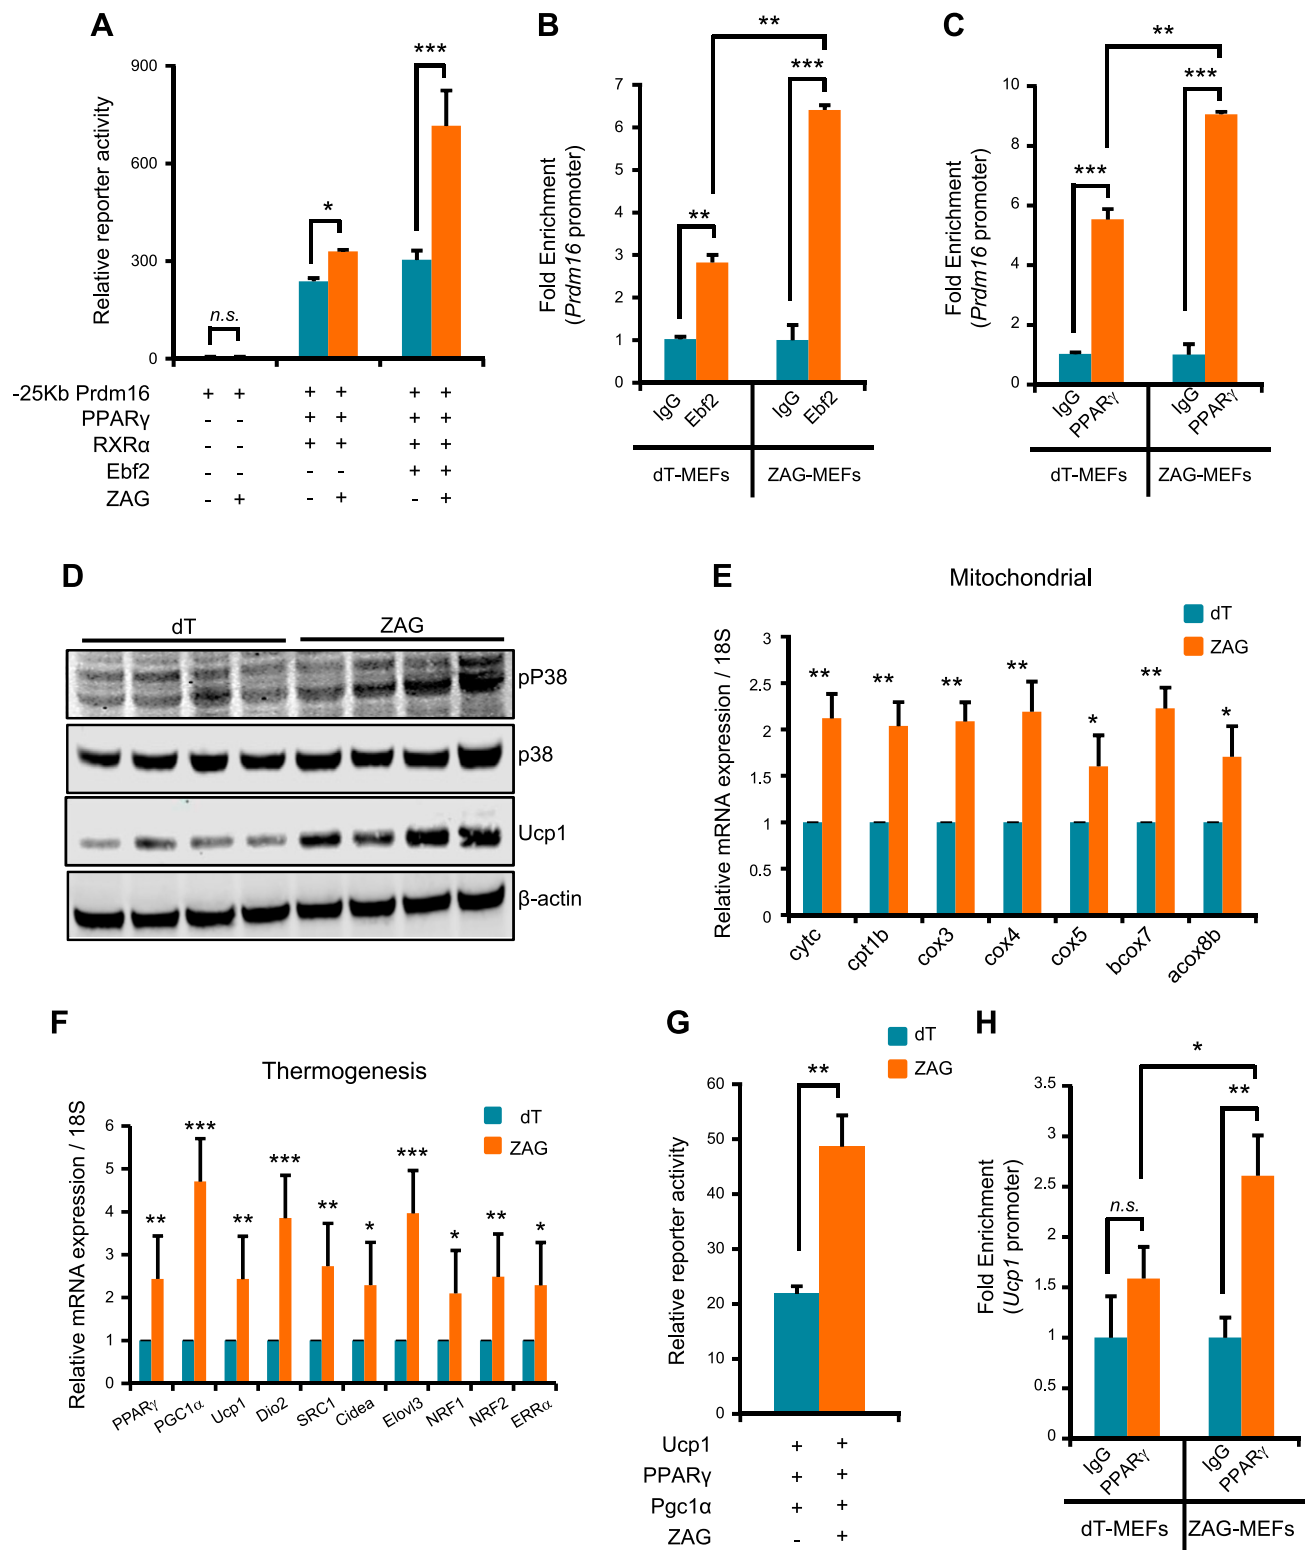 A
Relative reporter activity
900
600
300
0
n.s.
*
***
-25Kb Prdm16 + + + + + +
PPARγ - - + + + +
RXRα - - + + + +
Ebf2 - - - - + +
ZAG - + - + - +
B
Fold Enrichment
(Prdm16 promoter)
7
6
5
4
3
2
1
0
**
***
**
IgG Ebf2 IgG Ebf2
dT-MEFs ZAG-MEFs
C
Fold Enrichment
(Prdm16 promoter)
10
8
6
4
2
0
**
***
***
IgG PPARγ IgG PPARγ
dT-MEFs ZAG-MEFs
D
dT ZAG
pP38
p38
Ucp1
β-actin
E
Mitochondrial
dT
ZAG
Relative mRNA expression / 18S
3
2.5
2
1.5
1
0.5
0
** ** ** ** * ** *
cytc cpt1b cox3 cox4 cox5 bcox7 acox8b
F
Thermogenesis
dT
ZAG
Relative mRNA expression / 18S
6
5
4
3
2
1
0
** *** ** *** ** * *** * ** *
PPARγ PGC1α Ucp1 Dio2 SRC1 Cidea Elovl3 NRF1 NRF2 ERRα
G
dT
ZAG
Relative reporter activity
60
50
40
30
20
10
0
**
Ucp1 + +
PPARγ + +
Pgc1α + +
ZAG - +
H
Fold Enrichment
(Ucp1 promoter)
3.5
3
2.5
2
1.5
1
0.5
0
*
**
n.s.
IgG PPARγ IgG PPARγ
dT-MEFs ZAG-MEFs